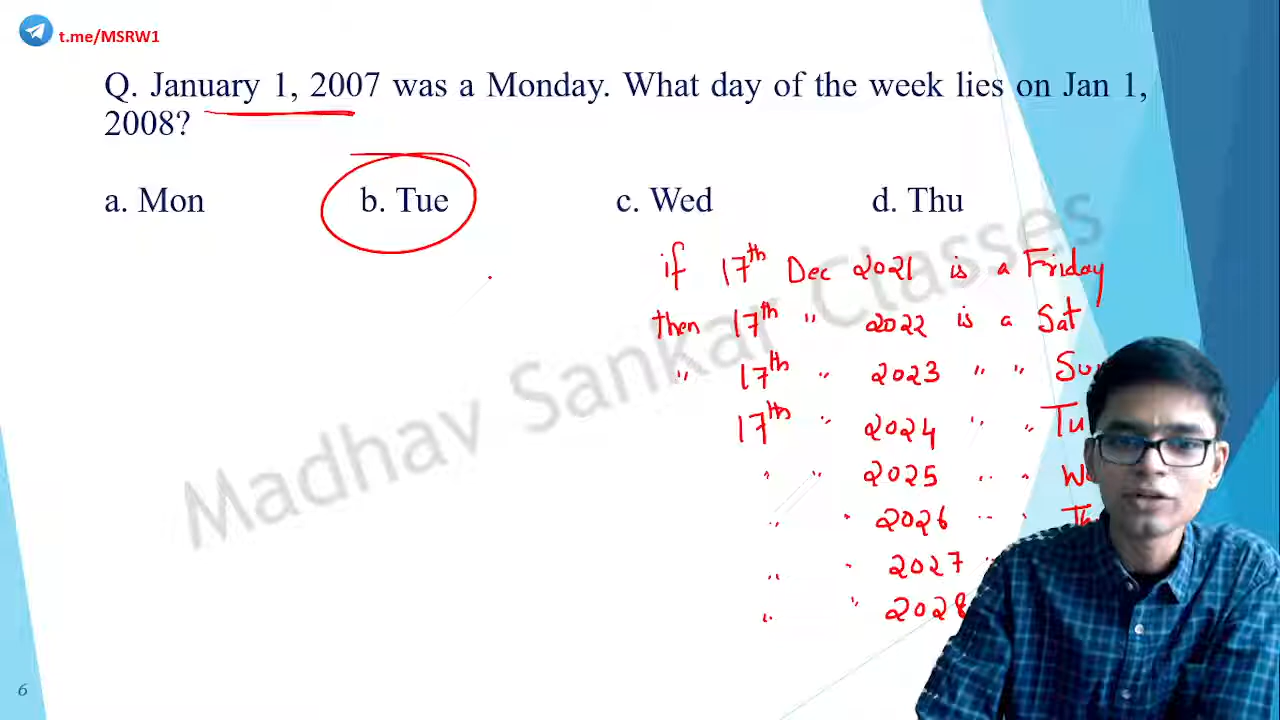 t.me/MSRW1
Q. January 1, 2007 was a Monday. What day of the week lies on Jan 1,
2008?
a. Mon b. Tue c. Wed d. Thu
if 17th Dec 2021 is a Friday
then 17th " 2022 is a Sat
" 17th " 2023 " "
17th " 2024 " "
" " 2025 " "
" " 2026 " "
" " 2027 "
" " 2028
Madhav Sankar Classes
6